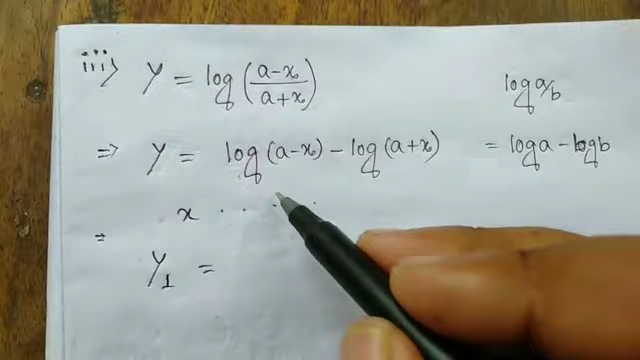 iii) y = log(a-x/a+x)
log a/b
⇒ y = log(a-x) - log(a+x)
= log a - log b
x . . . .
⇒
y₁ =